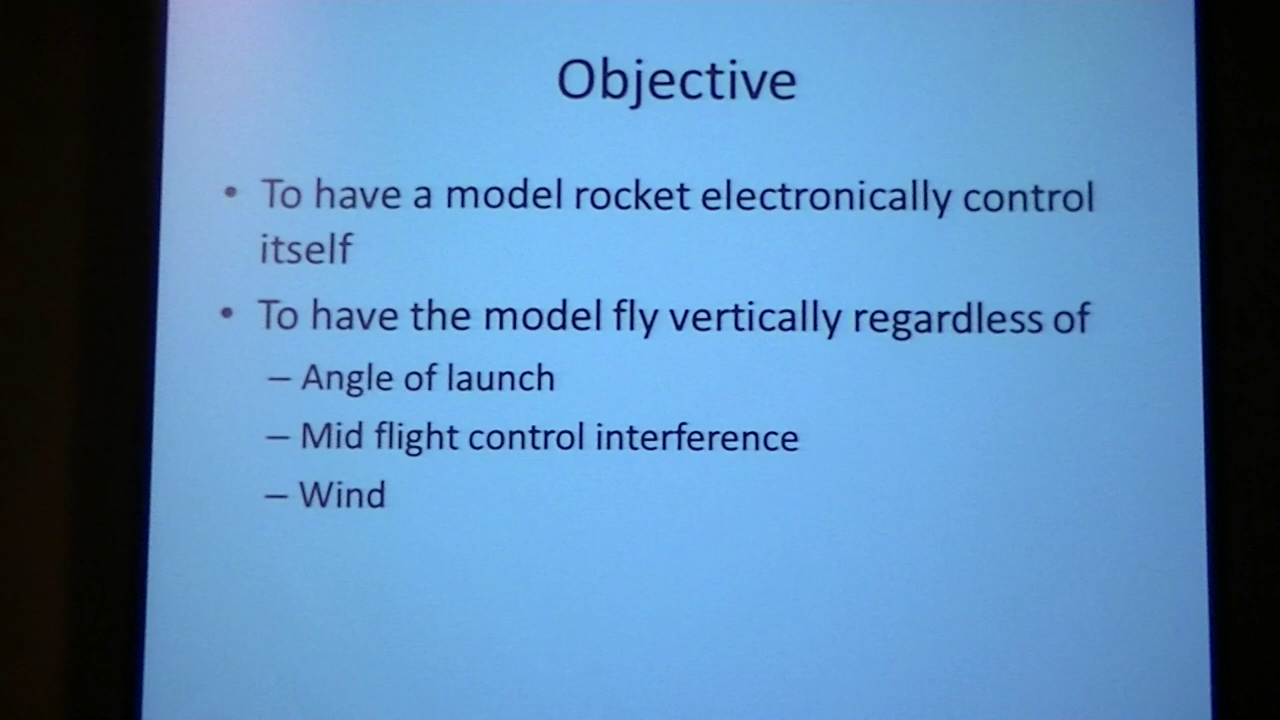 Objective
• To have a model rocket electronically control
itself
• To have the model fly vertically regardless of
– Angle of launch
– Mid flight control interference
– Wind